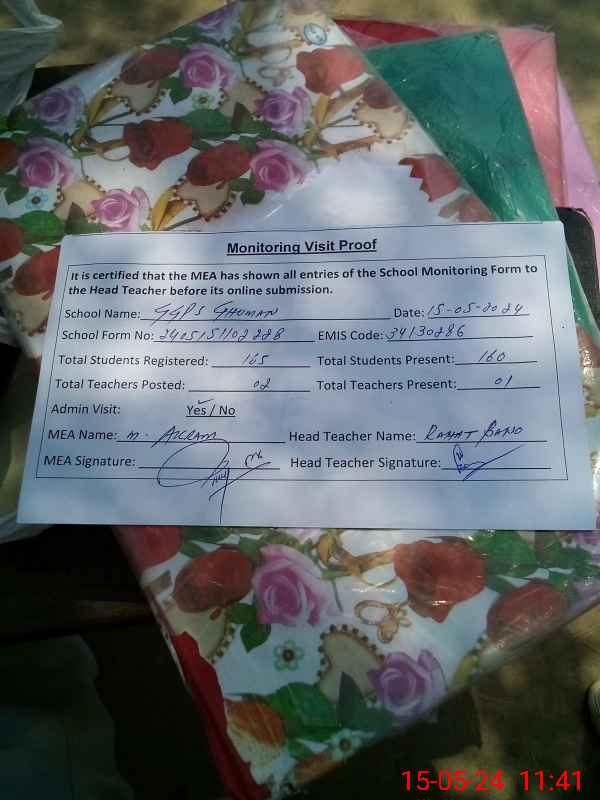 Monitoring Visit Proof
It is certified that the MEA has shown all entries of the School Monitoring Form to
the Head Teacher before its online submission.
School Name: GGPS GHUMAN Date: 15-05-2024
School Form No: 2405151102228 EMIS Code: 34130286
Total Students Registered: 165 Total Students Present: 160
Total Teachers Posted: 02 Total Teachers Present: 01
Admin Visit: Yes / No
MEA Name: M. AKRAM Head Teacher Name: RAHAT BANO
MEA Signature: Head Teacher Signature:
15-05-24 11:41